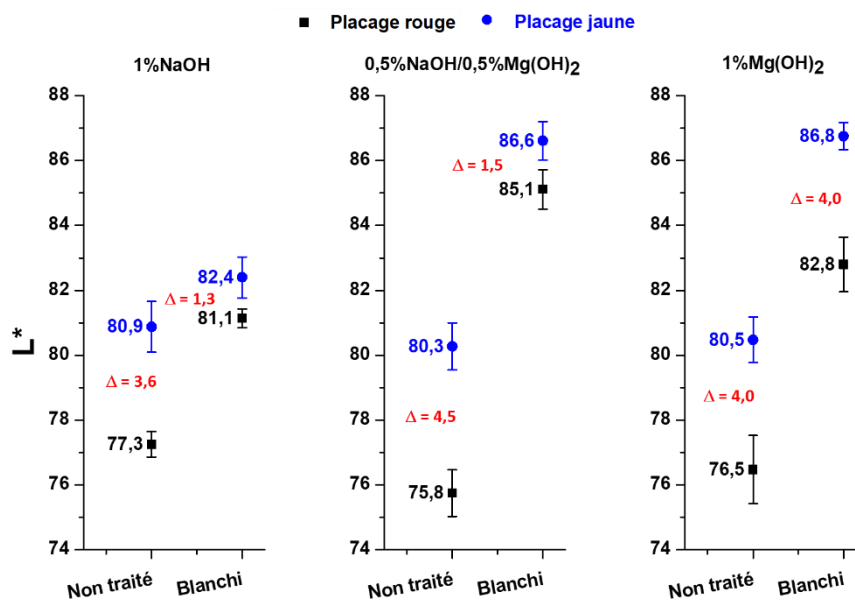 Placage rouge Placage jaune
1%NaOH
0,5%NaOH/0,5%Mg(OH)2
1%Mg(OH)2
L*
88
86
84
82
80
78
76
74
80,9
77,3
82,4
81,1
Δ = 3,6
Δ = 1,3
Non traité Blanchi
88
86
84
82
80
78
76
74
80,3
75,8
86,6
85,1
Δ = 4,5
Δ = 1,5
Non traité Blanchi
88
86
84
82
80
78
76
74
80,5
76,5
86,8
82,8
Δ = 4,0
Δ = 4,0
Non traité Blanchi